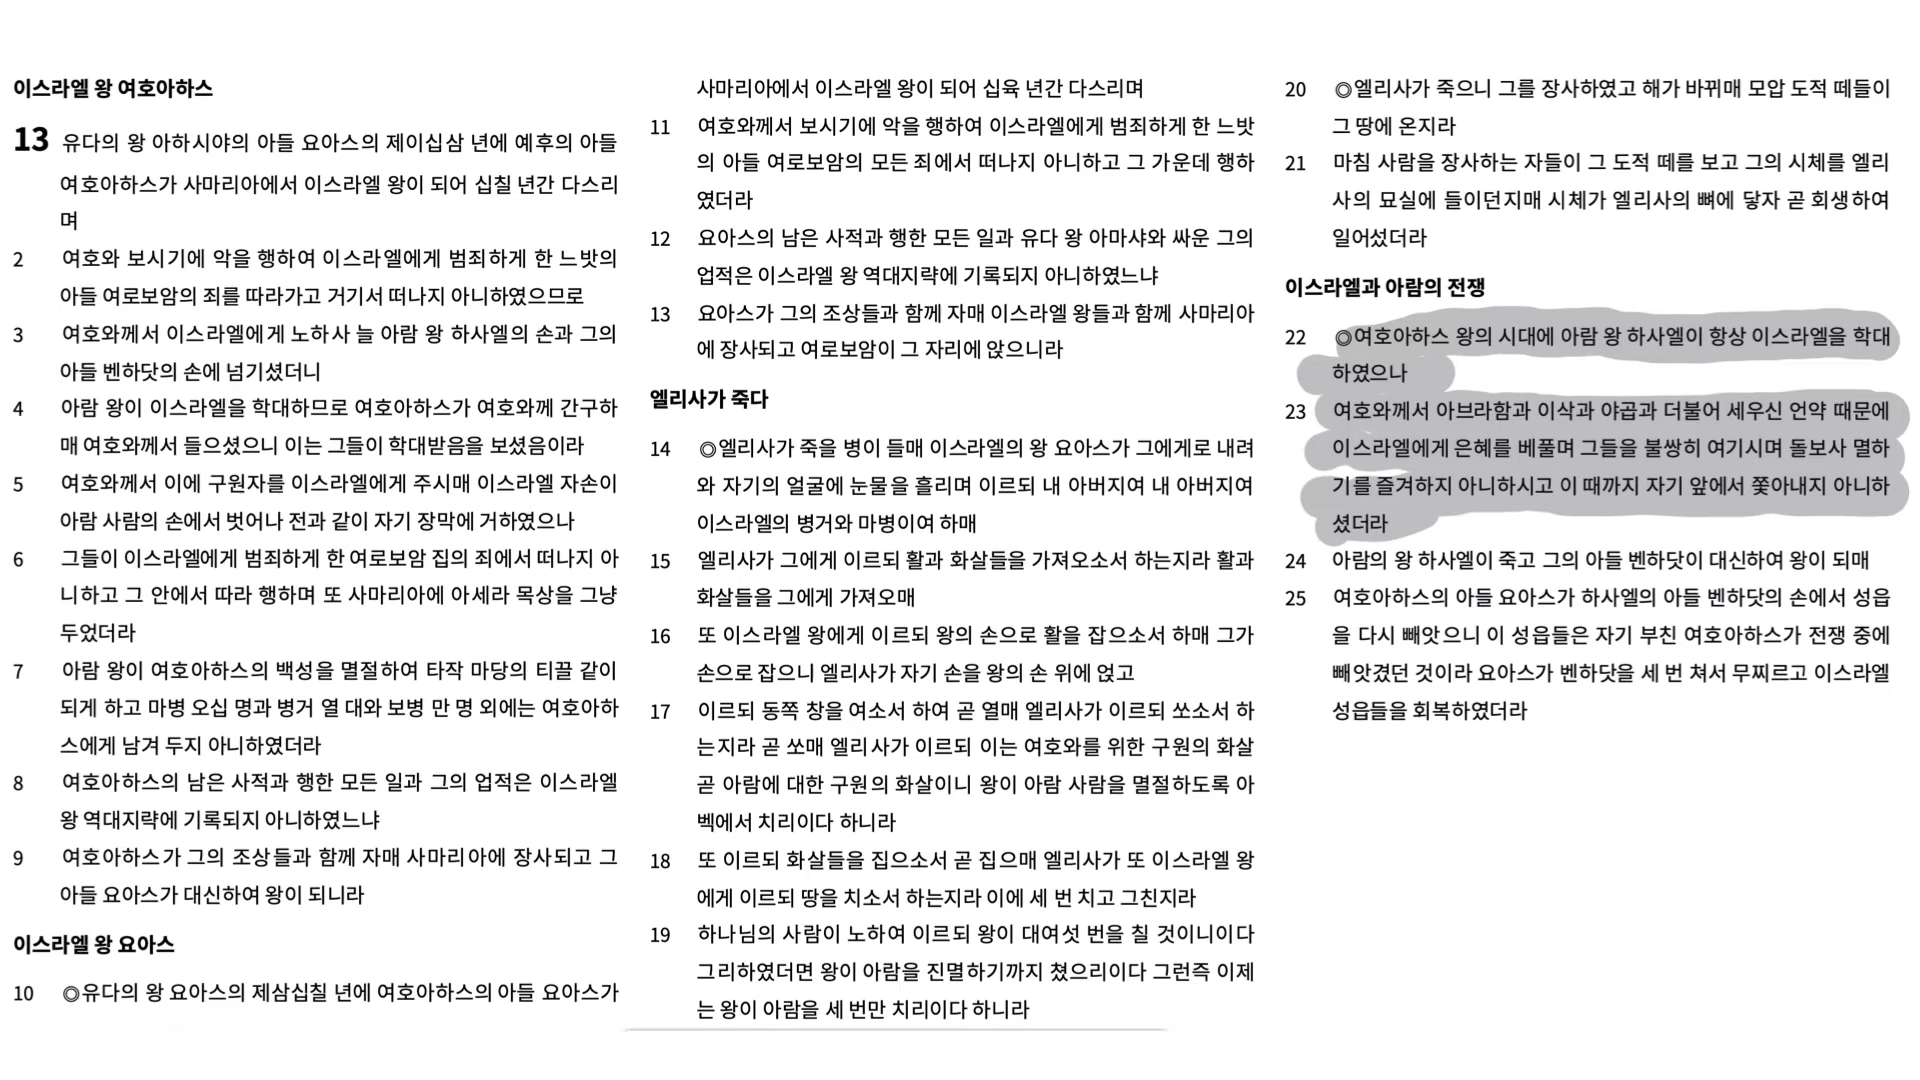 이스라엘 왕 여호아하스
13 유다의 왕 아하시야의 아들 요아스의 제이십삼 년에 예후의 아들
여호아하스가 사마리아에서 이스라엘 왕이 되어 십칠 년간 다스리
며
2 여호와 보시기에 악을 행하여 이스라엘에게 범죄하게 한 느밧의
아들 여로보암의 죄를 따라가고 거기서 떠나지 아니하였으므로
3 여호와께서 이스라엘에게 노하사 늘 아람 왕 하사엘의 손과 그의
아들 벤하닷의 손에 넘기셨더니
4 아람 왕이 이스라엘을 학대하므로 여호아하스가 여호와께 간구하
매 여호와께서 들으셨으니 이는 그들이 학대받음을 보셨음이라
5 여호와께서 이에 구원자를 이스라엘에게 주시매 이스라엘 자손이
아람 사람의 손에서 벗어나 전과 같이 자기 장막에 거하였으나
6 그들이 이스라엘에게 범죄하게 한 여로보암 집의 죄에서 떠나지 아
니하고 그 안에서 따라 행하며 또 사마리아에 아세라 목상을 그냥
두었더라
7 아람 왕이 여호아하스의 백성을 멸절하여 타작 마당의 티끌 같이
되게 하고 마병 오십 명과 병거 열 대와 보병 만 명 외에는 여호아하
스에게 남겨 두지 아니하였더라
8 여호아하스의 남은 사적과 행한 모든 일과 그의 업적은 이스라엘
왕 역대지략에 기록되지 아니하였느냐
9 여호아하스가 그의 조상들과 함께 자매 사마리아에 장사되고 그
아들 요아스가 대신하여 왕이 되니라
이스라엘 왕 요아스
10 ◎유다의 왕 요아스의 제삼십칠 년에 여호아하스의 아들 요아스가
사마리아에서 이스라엘 왕이 되어 십육 년간 다스리며
11 여호와께서 보시기에 악을 행하여 이스라엘에게 범죄하게 한 느밧
의 아들 여로보암의 모든 죄에서 떠나지 아니하고 그 가운데 행하
였더라
12 요아스의 남은 사적과 행한 모든 일과 유다 왕 아마샤와 싸운 그의
업적은 이스라엘 왕 역대지략에 기록되지 아니하였느냐
13 요아스가 그의 조상들과 함께 자매 이스라엘 왕들과 함께 사마리아
에 장사되고 여로보암이 그 자리에 앉으니라
엘리사가 죽다
14 ◎엘리사가 죽을 병이 들매 이스라엘의 왕 요아스가 그에게로 내려
와 자기의 얼굴에 눈물을 흘리며 이르되 내 아버지여 내 아버지여
이스라엘의 병거와 마병이여 하매
15 엘리사가 그에게 이르되 활과 화살들을 가져오소서 하는지라 활과
화살들을 그에게 가져오매
16 또 이스라엘 왕에게 이르되 왕의 손으로 활을 잡으소서 하매 그가
손으로 잡으니 엘리사가 자기 손을 왕의 손 위에 얹고
17 이르되 동쪽 창을 여소서 하여 곧 열매 엘리사가 이르되 쏘소서 하
는지라 곧 쏘매 엘리사가 이르되 이는 여호와를 위한 구원의 화살
곧 아람에 대한 구원의 화살이니 왕이 아람 사람을 멸절하도록 아
벡에서 치리이다 하니라
18 또 이르되 화살들을 집으소서 곧 집으매 엘리사가 또 이스라엘 왕
에게 이르되 땅을 치소서 하는지라 이에 세 번 치고 그친지라
19 하나님의 사람이 노하여 이르되 왕이 대여섯 번을 칠 것이니이다
그리하였더면 왕이 아람을 진멸하기까지 쳤으리이다 그런즉 이제
는 왕이 아람을 세 번만 치리이다 하니라
20 ◎엘리사가 죽으니 그를 장사하였고 해가 바뀌매 모압 도적 떼들이
그 땅에 온지라
21 마침 사람을 장사하는 자들이 그 도적 떼를 보고 그의 시체를 엘리
사의 묘실에 들이던지매 시체가 엘리사의 뼈에 닿자 곧 회생하여
일어섰더라
이스라엘과 아람의 전쟁
22 ◎여호아하스 왕의 시대에 아람 왕 하사엘이 항상 이스라엘을 학대
하였으나
23 여호와께서 아브라함과 이삭과 야곱과 더불어 세우신 언약 때문에
이스라엘에게 은혜를 베풀며 그들을 불쌍히 여기시며 돌보사 멸하
기를 즐겨하지 아니하시고 이 때까지 자기 앞에서 쫓아내지 아니하
셨더라
24 아람의 왕 하사엘이 죽고 그의 아들 벤하닷이 대신하여 왕이 되매
25 여호아하스의 아들 요아스가 하사엘의 아들 벤하닷의 손에서 성읍
을 다시 빼앗으니 이 성읍들은 자기 부친 여호아하스가 전쟁 중에
빼앗겼던 것이라 요아스가 벤하닷을 세 번 쳐서 무찌르고 이스라엘
성읍들을 회복하였더라